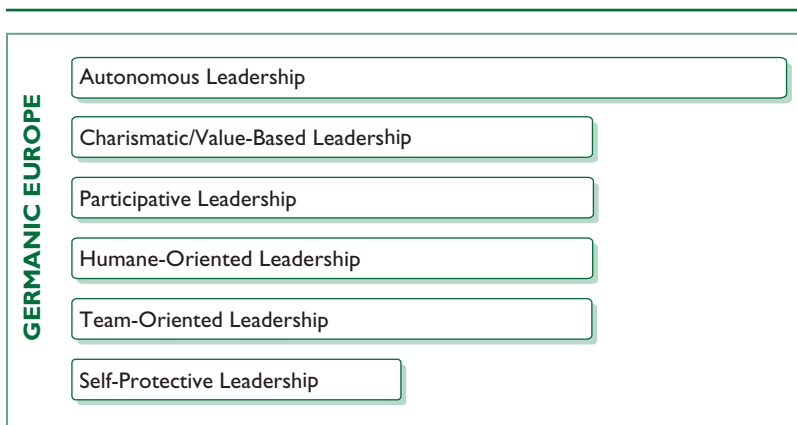 GERMANIC EUROPE
Autonomous Leadership
Charismatic/Value-Based Leadership
Participative Leadership
Humane-Oriented Leadership
Team-Oriented Leadership
Self-Protective Leadership